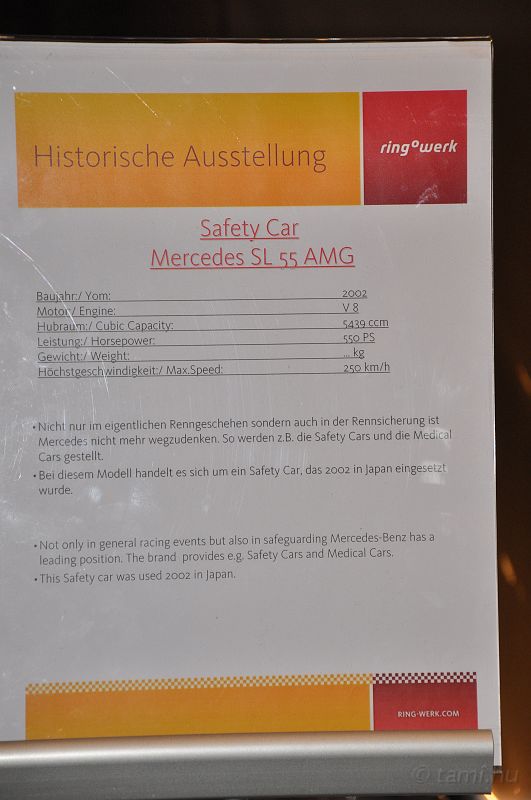 Historische Ausstellung
ring°werk
Safety Car
Mercedes SL 55 AMG
Baujahr:/ Yom: 2002
Motor:/ Engine: V 8
Hubraum:/ Cubic Capacity: 5439 ccm
Leistung:/ Horsepower: 550 PS
Gewicht:/ Weight: ... kg
Höchstgeschwindigkeit:/ Max.Speed: 250 km/h
• Nicht nur im eigentlichen Renngeschehen sondern auch in der Rennsicherung ist
Mercedes nicht mehr wegzudenken. So werden z.B. die Safety Cars und die Medical
Cars gestellt.
• Bei diesem Modell handelt es sich um ein Safety Car, das 2002 in Japan eingesetzt
wurde.
• Not only in general racing events but also in safeguarding Mercedes-Benz has a
leading position. The brand provides e.g. Safety Cars and Medical Cars.
• This Safety car was used 2002 in Japan.
RING-WERK.COM
© tamf.hu